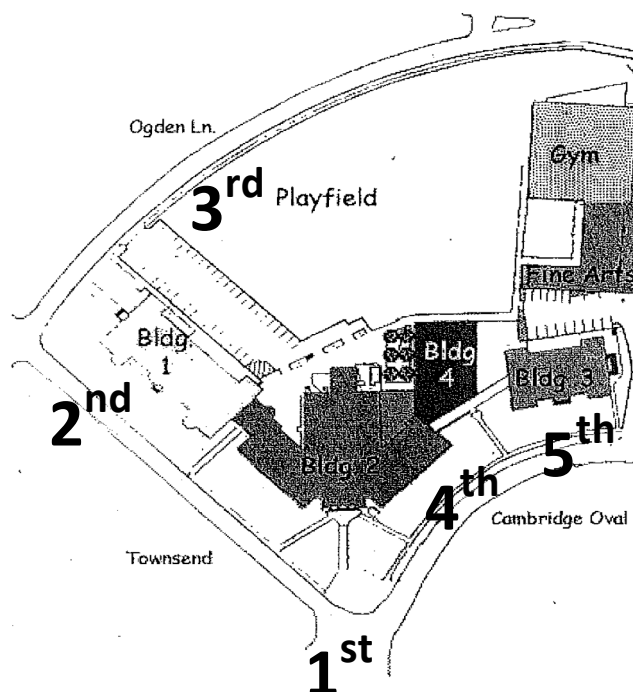 Ogden Ln.
Gym
3rd
Playfield
Fine Arts
Bldg
1
Bldg
4
Bldg 3
2nd
Bldg 2
5th
4th
Cambridge Oval
Townsend
1st